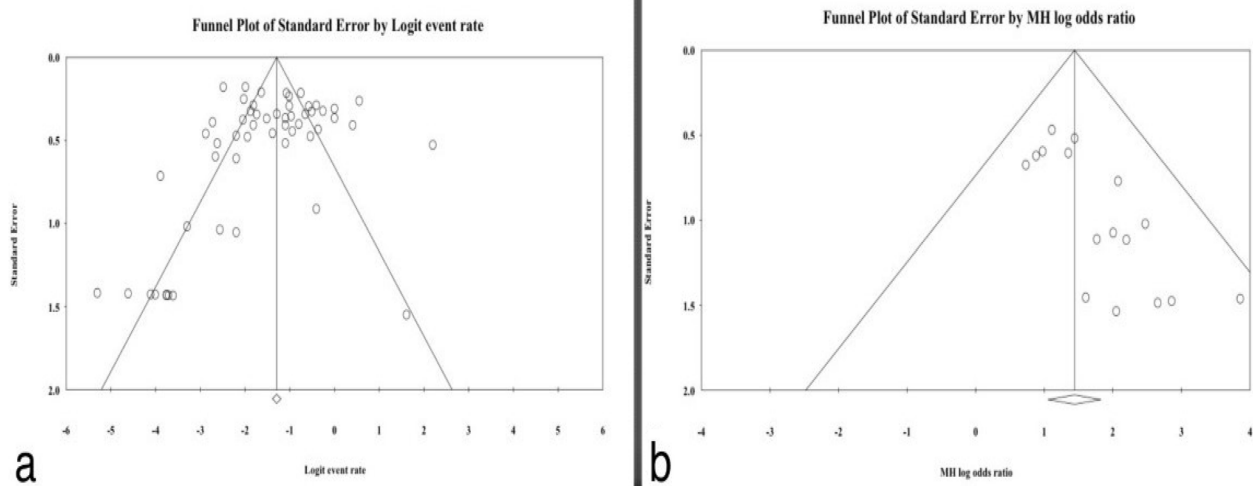 Funnel Plot of Standard Error by Logit event rate
0.0
0.5
1.0
1.5
2.0
Standard Error
-6 -5 -4 -3 -2 -1 0 1 2 3 4 5 6
Logit event rate
a
Funnel Plot of Standard Error by MH log odds ratio
0.0
0.5
1.0
1.5
2.0
Standard Error
-4 -3 -2 -1 0 1 2 3 4
MH log odds ratio
b